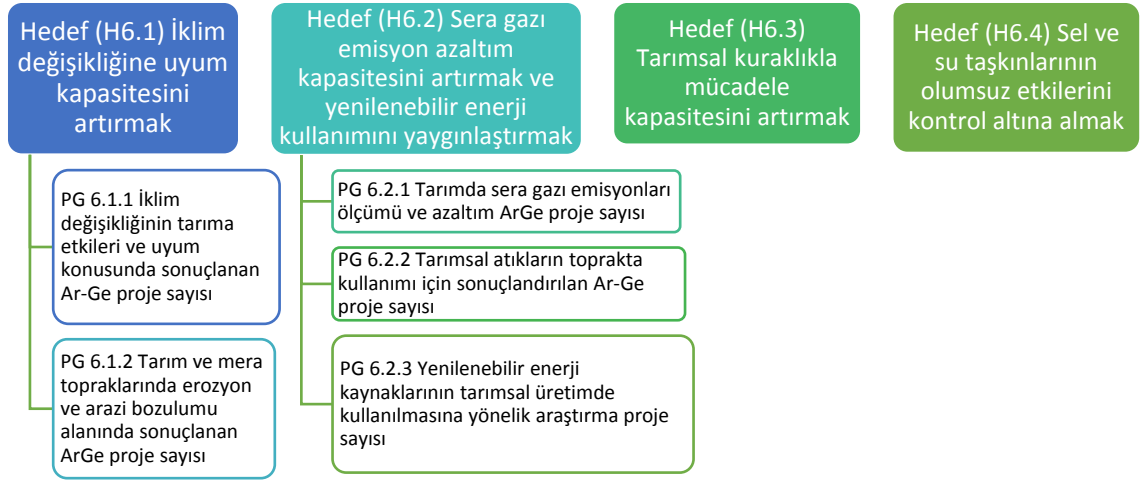 Hedef (H6.1) İklim
değişikliğine uyum
kapasitesini
artırmak
PG 6.1.1 İklim
değişikliğinin tarıma
etkileri ve uyum
konusunda sonuçlanan
Ar-Ge proje sayısı
PG 6.1.2 Tarım ve mera
topraklarında erozyon
ve arazi bozulumu
alanında sonuçlanan
ArGe proje sayısı
Hedef (H6.2) Sera gazı
emisyon azaltım
kapasitesini artırmak ve
yenilenebilir enerji
kullanımını yaygınlaştırmak
PG 6.2.1 Tarımda sera gazı emisyonları
ölçümü ve azaltım ArGe proje sayısı
PG 6.2.2 Tarımsal atıkların toprakta
kullanımı için sonuçlandırılan Ar-Ge
proje sayısı
PG 6.2.3 Yenilenebilir enerji
kaynaklarının tarımsal üretimde
kullanılmasına yönelik araştırma proje
sayısı
Hedef (H6.3)
Tarımsal kuraklıkla
mücadele
kapasitesini artırmak
Hedef (H6.4) Sel ve
su taşkınlarının
olumsuz etkilerini
kontrol altına almak